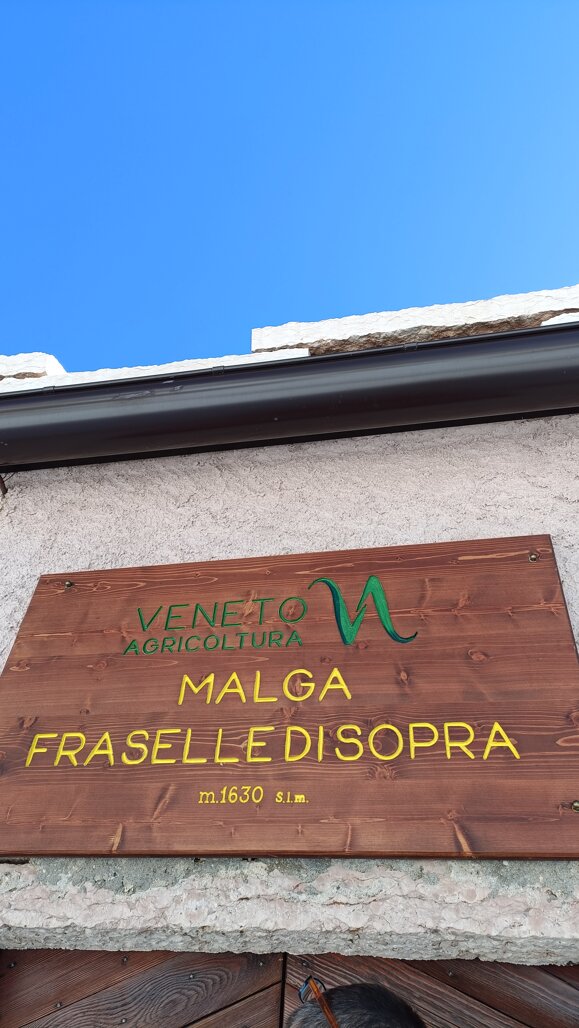 VENETO
AGRICOLTURA
MALGA
FRASELLE DI SOPRA
m.1630 s.l.m.